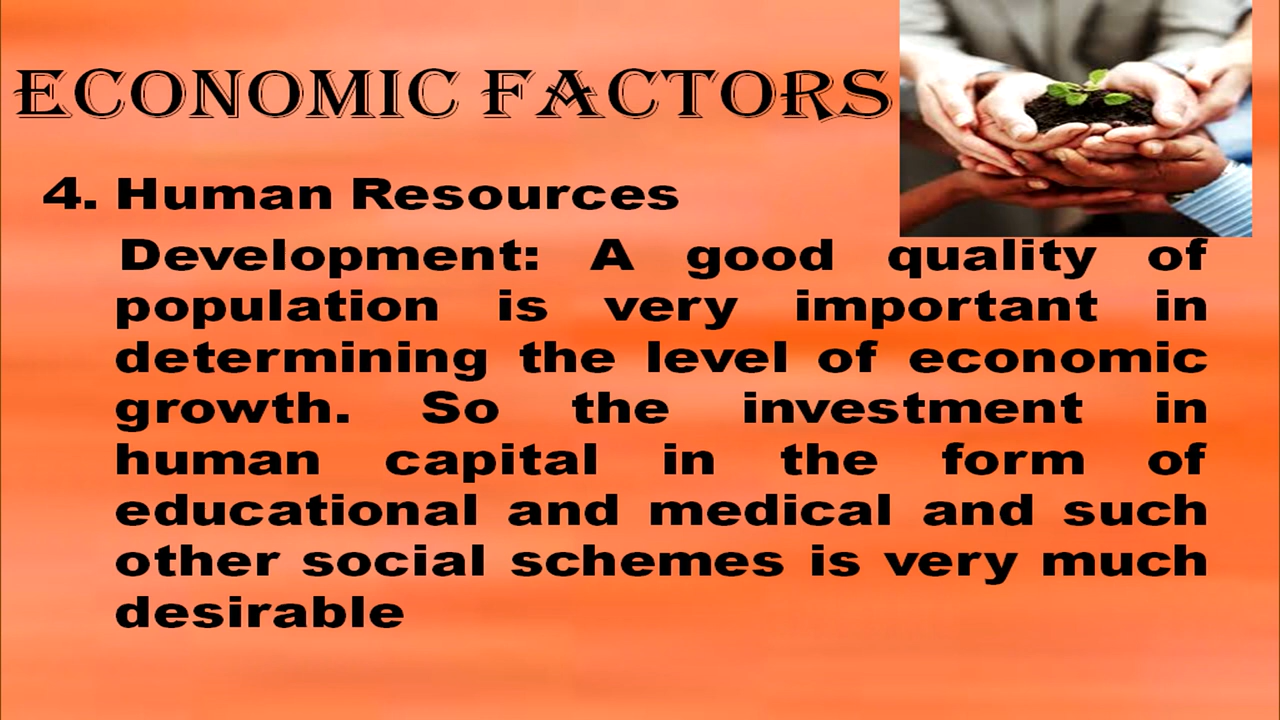 ECONOMIC FACTORS
4. Human Resources
Development: A good quality of
population is very important in
determining the level of economic
growth. So the investment in
human capital in the form of
educational and medical and such
other social schemes is very much
desirable